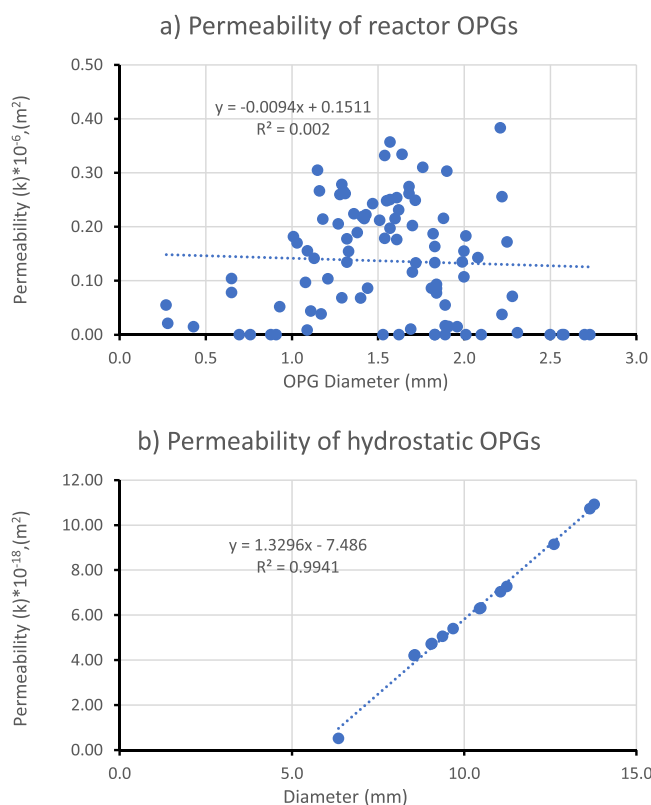 a) Permeability of reactor OPGs
Permeability (k)*10⁻⁶,(m²)
0.50
0.40
0.30
0.20
0.10
0.00
y = -0.0094x + 0.1511
R² = 0.002
0.0 0.5 1.0 1.5 2.0 2.5 3.0
OPG Diameter (mm)
b) Permeability of hydrostatic OPGs
Permeability (k)*10⁻¹⁸,(m²)
12.00
10.00
8.00
6.00
4.00
2.00
0.00
y = 1.3296x - 7.486
R² = 0.9941
0.0 5.0 10.0 15.0
Diameter (mm)